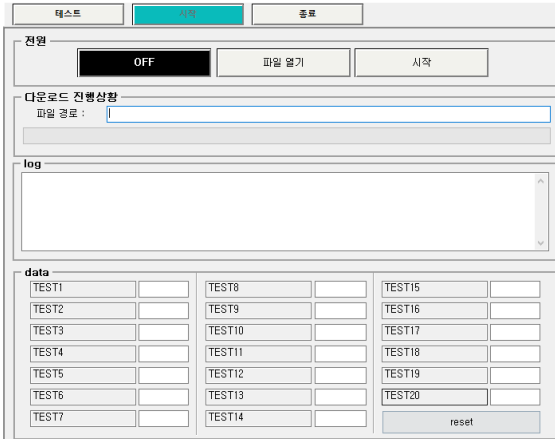 테스트 시작 종료
전원
OFF 파일 열기 시작
다운로드 진행상황
파일 경로 :
log
data
TEST1 TEST8 TEST15
TEST2 TEST9 TEST16
TEST3 TEST10 TEST17
TEST4 TEST11 TEST18
TEST5 TEST12 TEST19
TEST6 TEST13 TEST20
TEST7 TEST14 reset